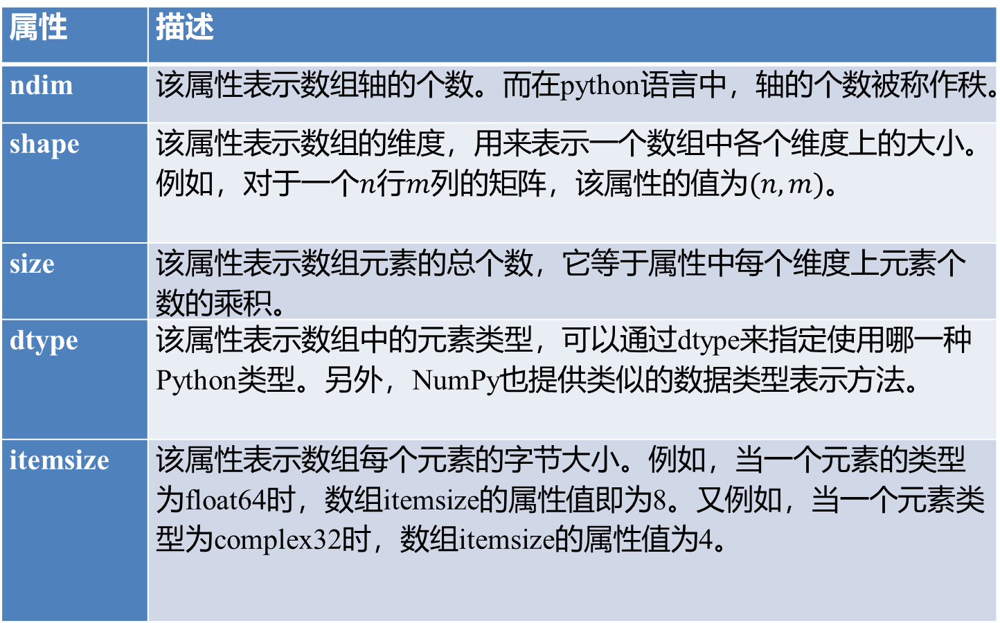 属性 描述
ndim 该属性表示数组轴的个数。而在python语言中，轴的个数被称作秩。
shape 该属性表示数组的维度，用来表示一个数组中各个维度上的大小。
例如，对于一个n行m列的矩阵，该属性的值为(n, m)。
size 该属性表示数组元素的总个数，它等于属性中每个维度上元素个
数的乘积。
dtype 该属性表示数组中的元素类型，可以通过dtype来指定使用哪一种
Python类型。另外，NumPy也提供类似的数据类型表示方法。
itemsize 该属性表示数组每个元素的字节大小。例如，当一个元素的类型
为float64时，数组itemsize的属性值即为8。又例如，当一个元素类
型为complex32时，数组itemsize的属性值为4。